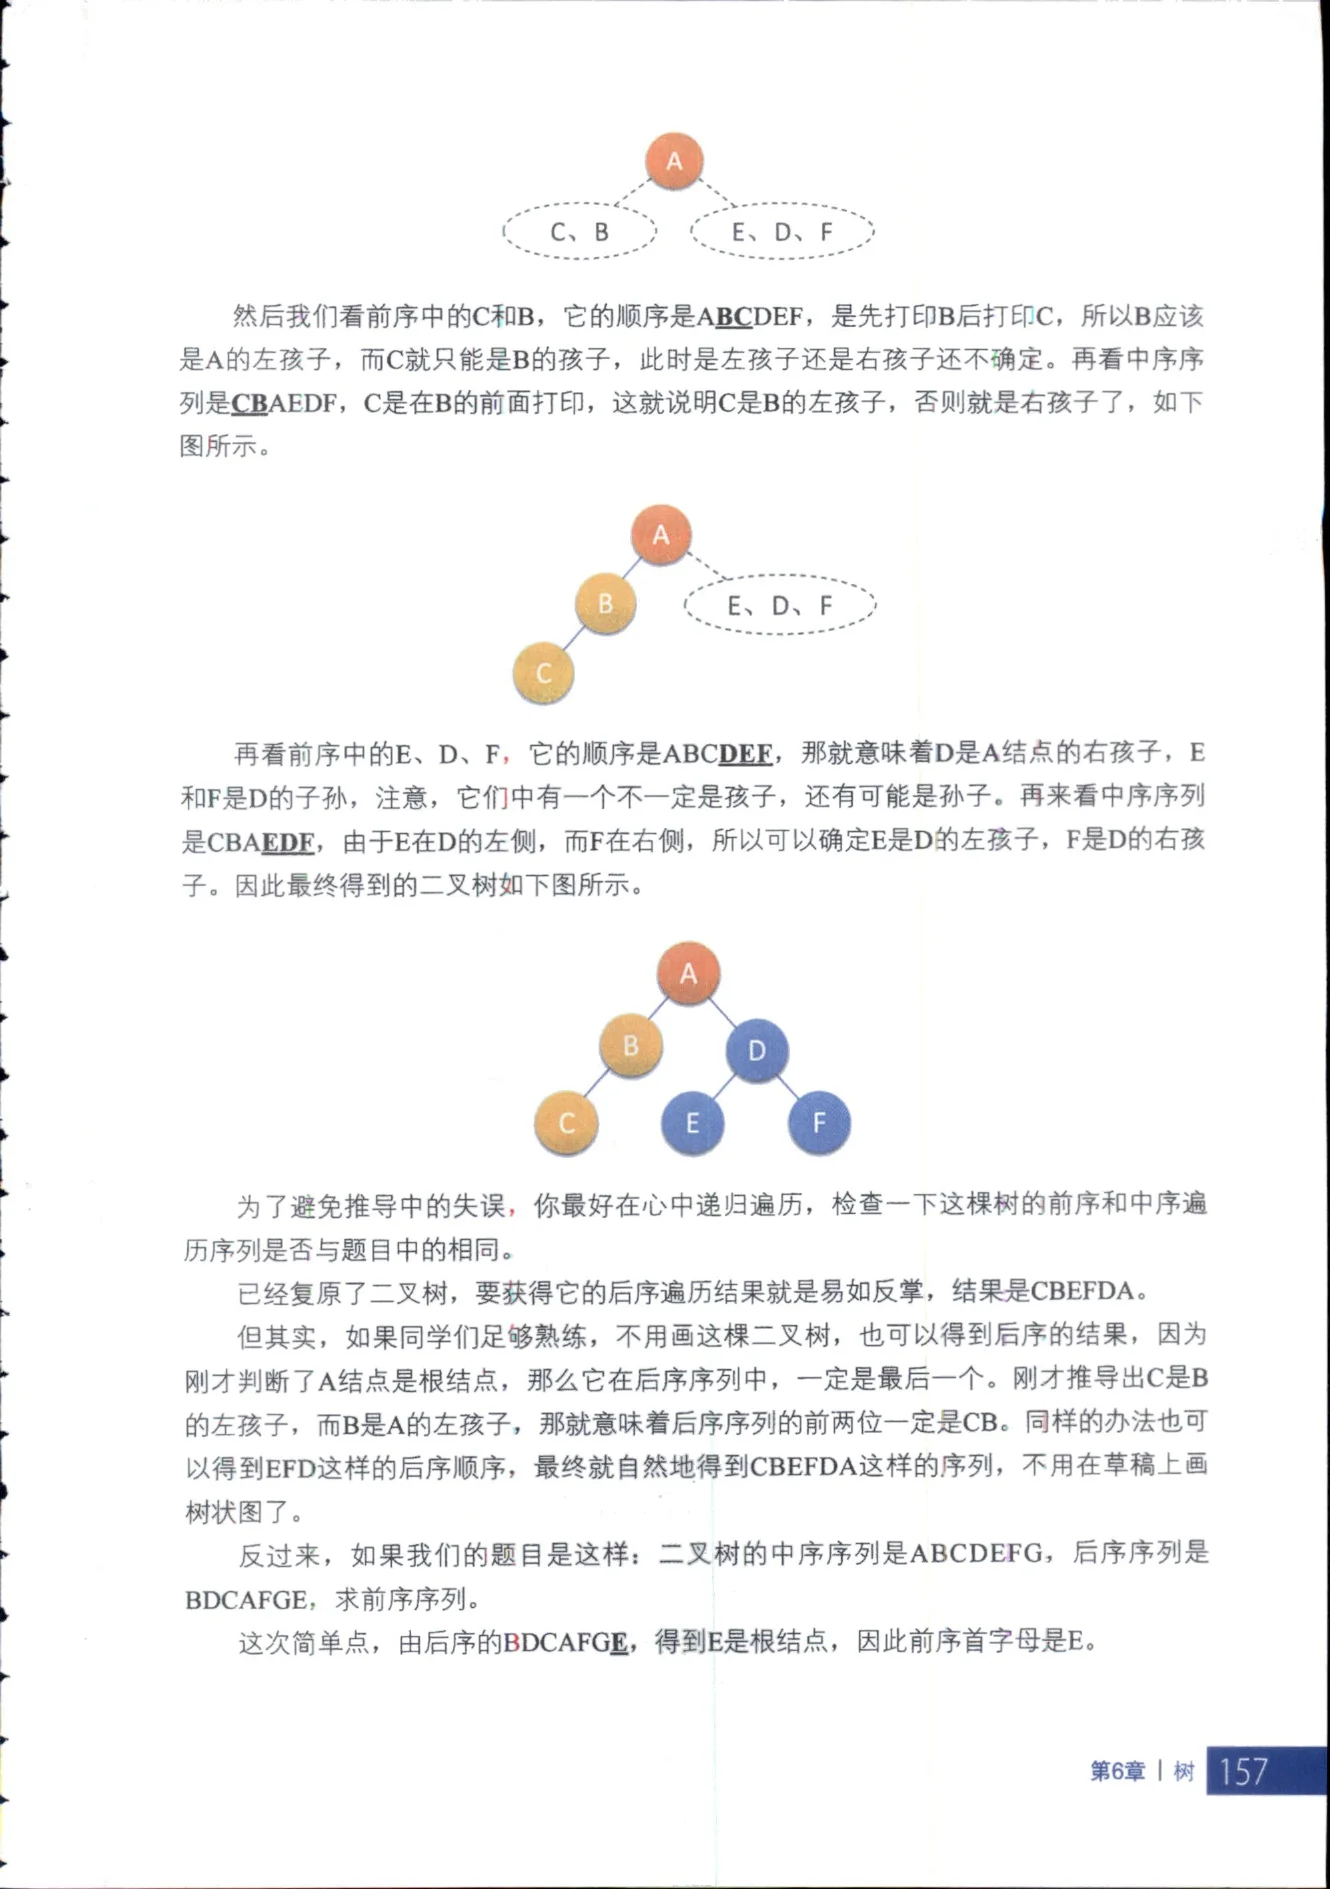 A
C、B
E、D、F
然后我们看前序中的C和B，它的顺序是ABCDEF，是先打印B后打印C，所以B应该
是A的左孩子，而C就只能是B的孩子，此时是左孩子还是右孩子还不确定。再看中序序
列是CBAEDF，C是在B的前面打印，这就说明C是B的左孩子，否则就是右孩子了，如下
图所示。
A
B
E、D、F
C
再看前序中的E、D、F，它的顺序是ABCDEF，那就意味着D是A结点的右孩子，E
和F是D的子孙，注意，它们中有一个不一定是孩子，还有可能是孙子。再来看中序序列
是CBAEDF，由于E在D的左侧，而F在右侧，所以可以确定E是D的左孩子，F是D的右孩
子。因此最终得到的二叉树如下图所示。
A
B
D
C
E
F
为了避免推导中的失误，你最好在心中递归遍历，检查一下这棵树的前序和中序遍
历序列是否与题目中的相同。
已经复原了二叉树，要获得它的后序遍历结果就是易如反掌，结果是CBEFDA。
但其实，如果同学们足够熟练，不用画这棵二叉树，也可以得到后序的结果，因为
刚才判断了A结点是根结点，那么它在后序序列中，一定是最后一个。刚才推导出C是B
的左孩子，而B是A的左孩子，那就意味着后序序列的前两位一定是CB。同样的办法也可
以得到EFD这样的后序顺序，最终就自然地得到CBEFDA这样的序列，不用在草稿上画
树状图了。
反过来，如果我们的题目是这样：二叉树的中序序列是ABCDEFG，后序序列是
BDCAFGE，求前序序列。
这次简单点，由后序的BDCAFGE，得到E是根结点，因此前序首字母是E。
第6章 | 树 157